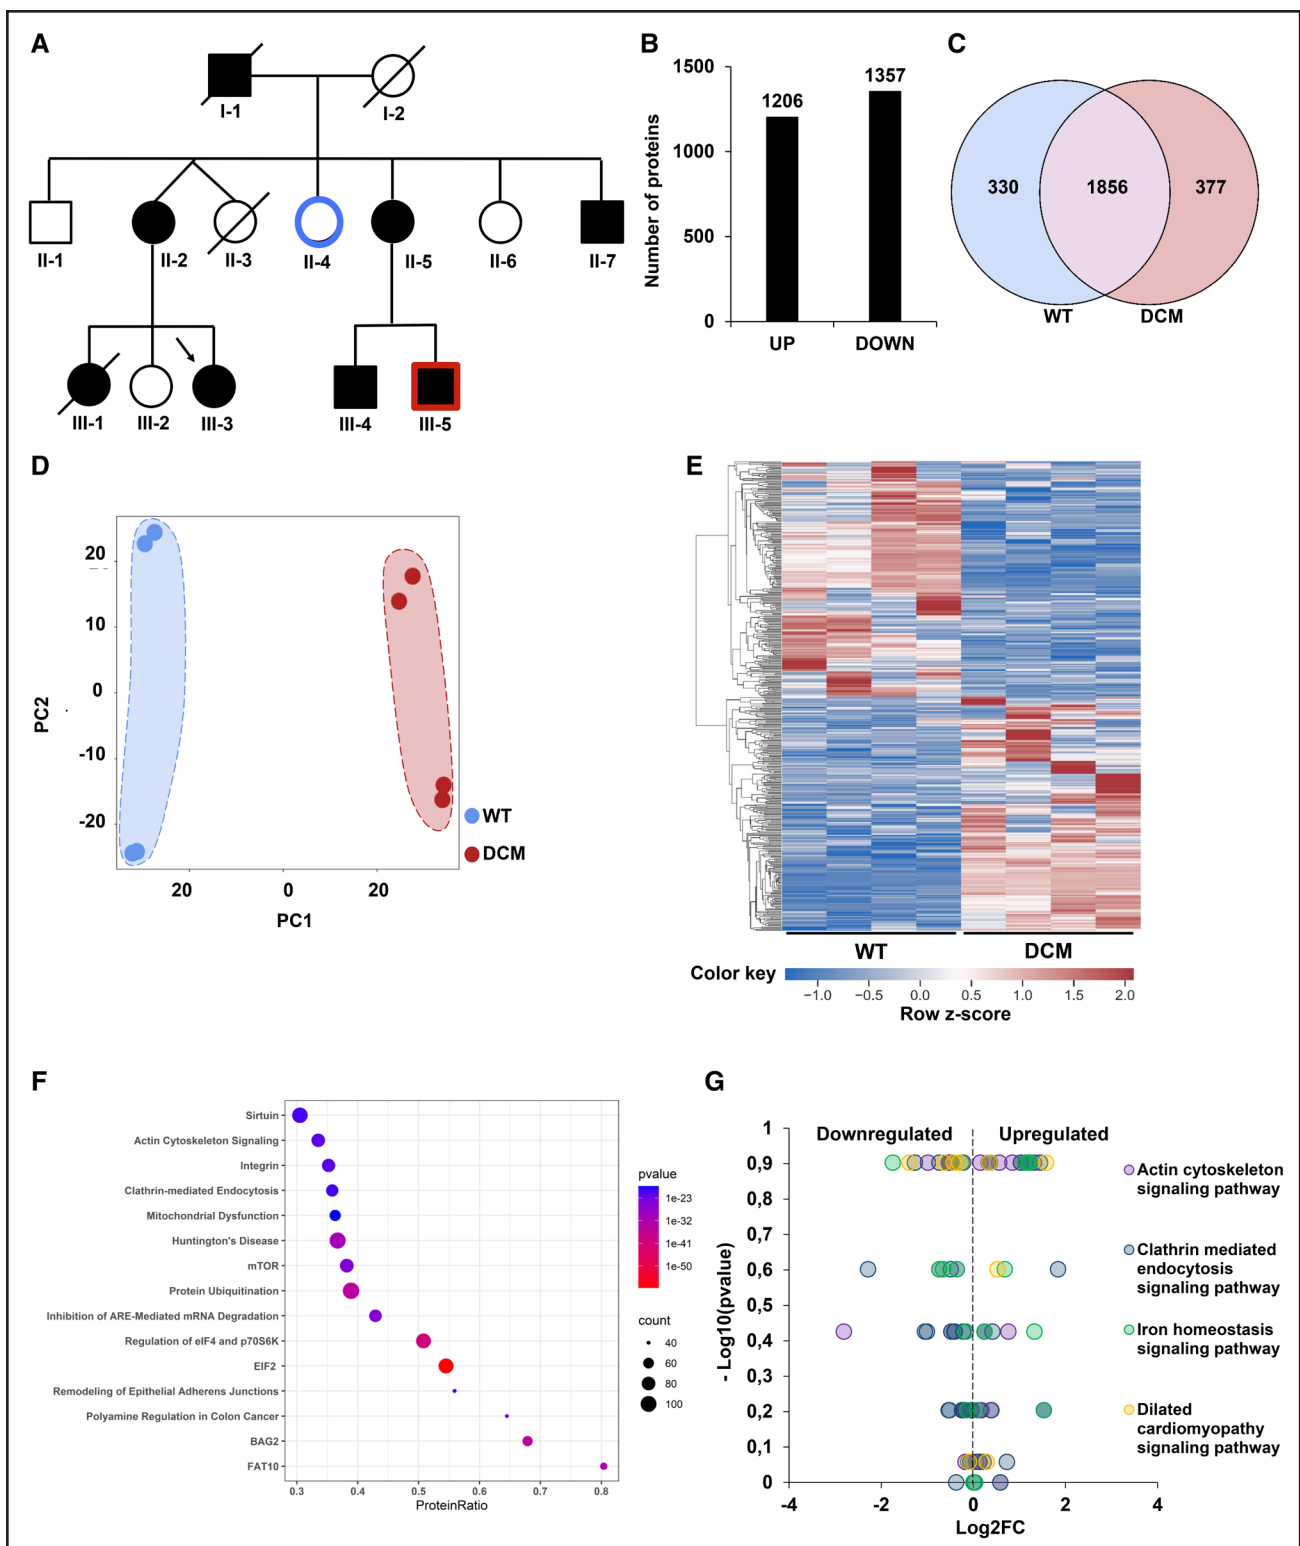 A
I-1
I-2
II-1
II-2
II-3
II-4
II-5
II-6
II-7
III-1
III-2
III-3
III-4
III-5
B
Number of proteins
1500
1000
500
0
1206
1357
UP
DOWN
C
330
1856
377
WT
DCM
D
PC2
20
10
0
-10
-20
20
0
20
PC1
WT
DCM
E
WT
DCM
Color key
−1.0
−0.5
0.0
0.5
1.0
1.5
2.0
Row z-score
F
Sirtuin
Actin Cytoskeleton Signaling
Integrin
Clathrin-mediated Endocytosis
Mitochondrial Dysfunction
Huntington's Disease
mTOR
Protein Ubiquitination
Inhibition of ARE-Mediated mRNA Degradation
Regulation of eIF4 and p70S6K
EIF2
Remodeling of Epithelial Adherens Junctions
Polyamine Regulation in Colon Cancer
BAG2
FAT10
0.3
0.4
0.5
0.6
0.7
0.8
ProteinRatio
pvalue
1e-23
1e-32
1e-41
1e-50
count
40
60
80
100
G
Downregulated
Upregulated
- Log10(pvalue)
1
0,9
0,8
0,7
0,6
0,5
0,4
0,3
0,2
0,1
0
-4
-2
0
2
4
Log2FC
Actin cytoskeleton
signaling pathway
Clathrin mediated
endocytosis
signaling pathway
Iron homeostasis
signaling pathway
Dilated
cardiomyopathy
signaling pathway